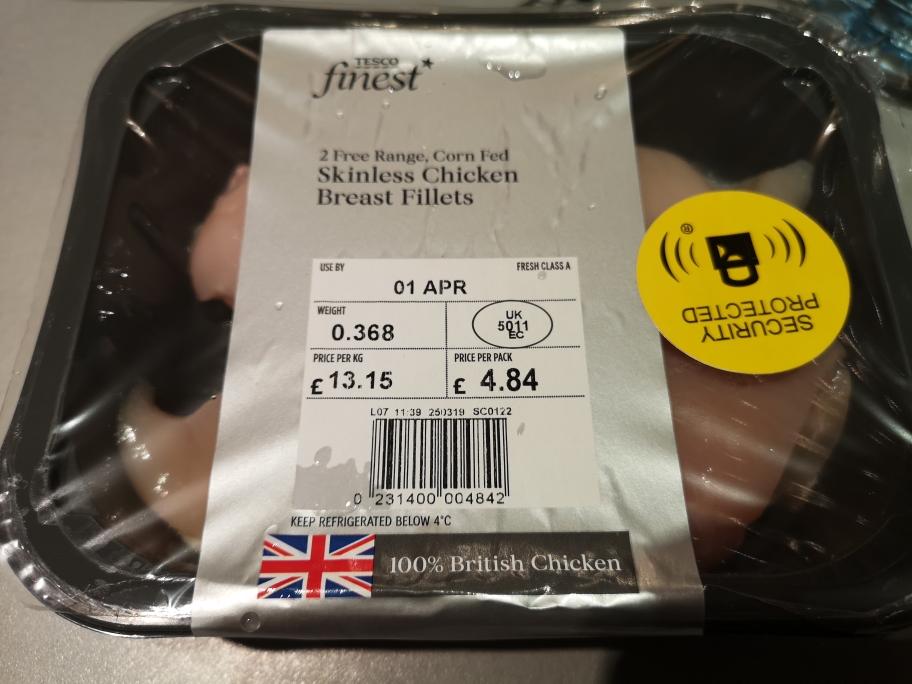 TESCO
finest*
2 Free Range, Corn Fed
Skinless Chicken
Breast Fillets
USE BY
FRESH CLASS A
01 APR
WEIGHT
0.368
UK
5011
EC
PRICE PER KG
£13.15
PRICE PER PACK
£ 4.84
L07 11:39 250319 SC0122
0 231400 004842
KEEP REFRIGERATED BELOW 4°C
100% British Chicken
®
SECURITY
PROTECTED